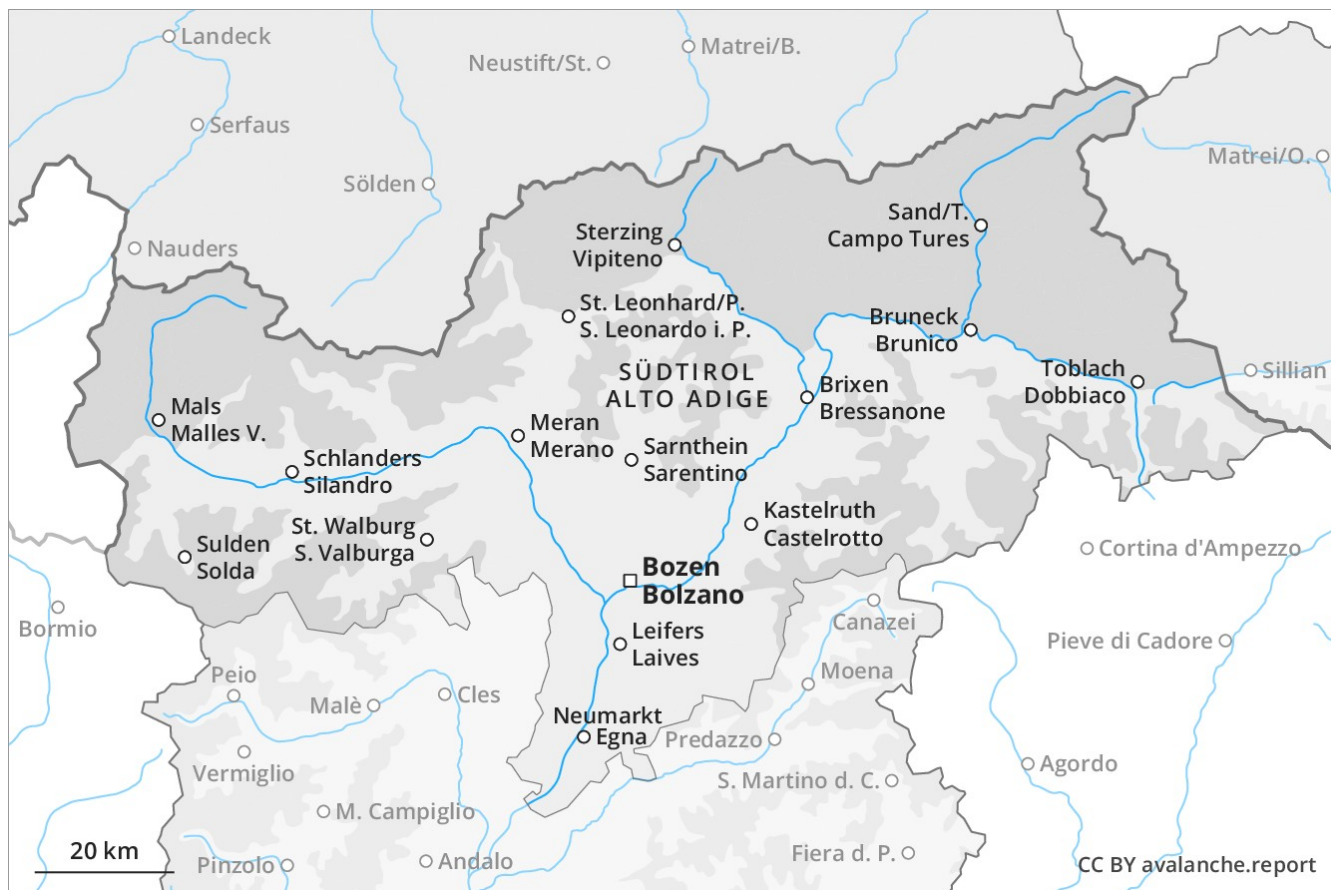 Landeck
Matrei/B.
Neustift/St.
Serfaus
Matrei/O.
Sölden
Sand/T.
Campo Tures
Sterzing
Vipiteno
Nauders
St. Leonhard/P.
S. Leonardo i. P.
Bruneck
Brunico
SÜDTIROL
ALTO ADIGE
Toblach
Dobbiaco
Sillian
Brixen
Bressanone
Mals
Malles V.
Meran
Merano
Sarnthein
Sarentino
Schlanders
Silandro
Kastelruth
Castelrotto
St. Walburg
S. Valburga
Sulden
Solda
Cortina d'Ampezzo
Bozen
Bolzano
Bormio
Canazei
Leifers
Laives
Pieve di Cadore
Peio
Moena
Malè
Cles
Neumarkt
Egna
Predazzo
Vermiglio
Agordo
S. Martino d. C.
M. Campiglio
20 km
Pinzolo
Andalo
Fiera d. P.
CC BY avalanche.report